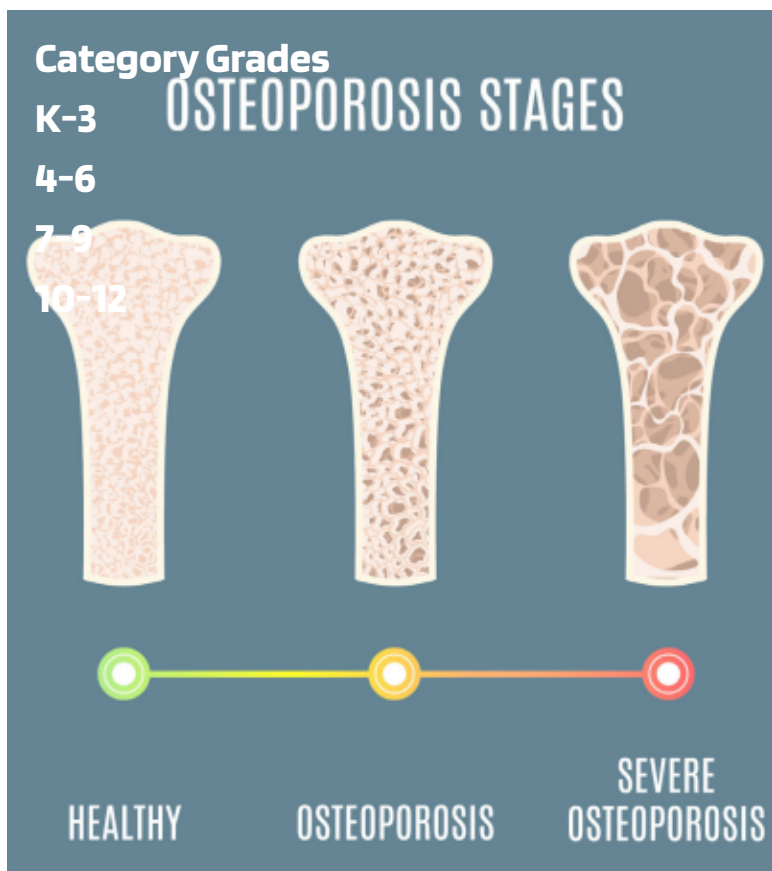 Category Grades
OSTEOPOROSIS STAGES
K-3
4-6
7-9
10-12
HEALTHY
OSTEOPOROSIS
SEVERE
OSTEOPOROSIS